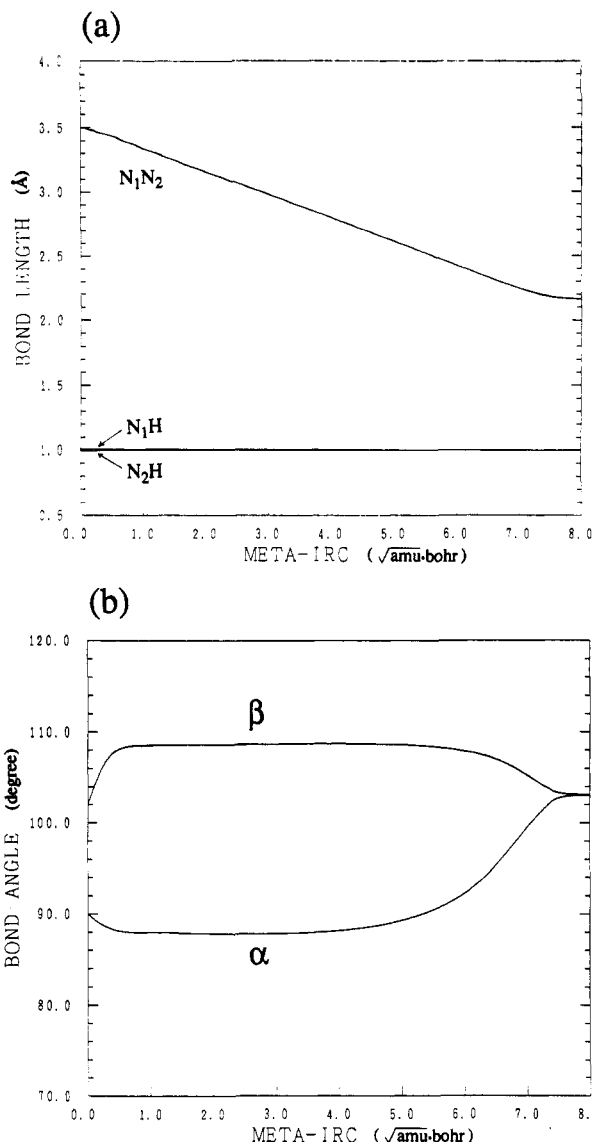 (a)
4.0
3.5
3.0
2.5
2.0
1.5
1.0
0.5
BOND LENGTH (Å)
N₁N₂
N₁H
N₂H
0.0 1.0 2.0 3.0 4.0 5.0 6.0 7.0 8.0
META-IRC (√amu·bohr)
(b)
120.0
110.0
100.0
90.0
80.0
70.0
BOND ANGLE (degree)
β
α
0.0 1.0 2.0 3.0 4.0 5.0 6.0 7.0 8.0
META-IRC (√amu·bohr)